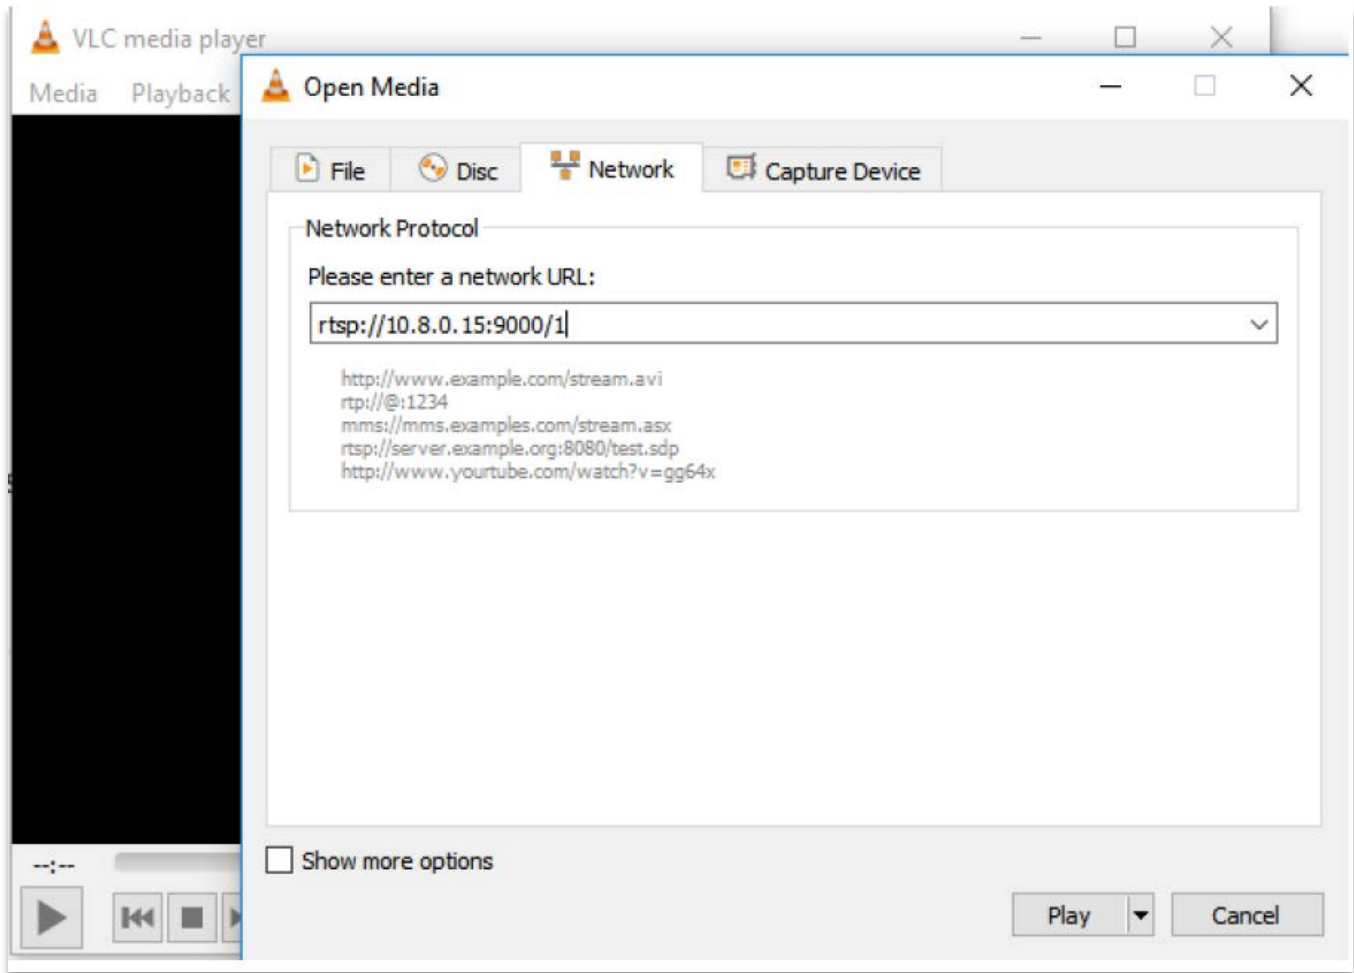 VLC media player
Media Playback
Open Media
File Disc Network Capture Device
Network Protocol
Please enter a network URL:
rtsp://10.8.0.15:9000/1
http://www.example.com/stream.avi
rtp://@:1234
mms://mms.examples.com/stream.asx
rtsp://server.example.org:8080/test.sdp
http://www.yourtube.com/watch?v=gg64x
--:--
Show more options
Play Cancel